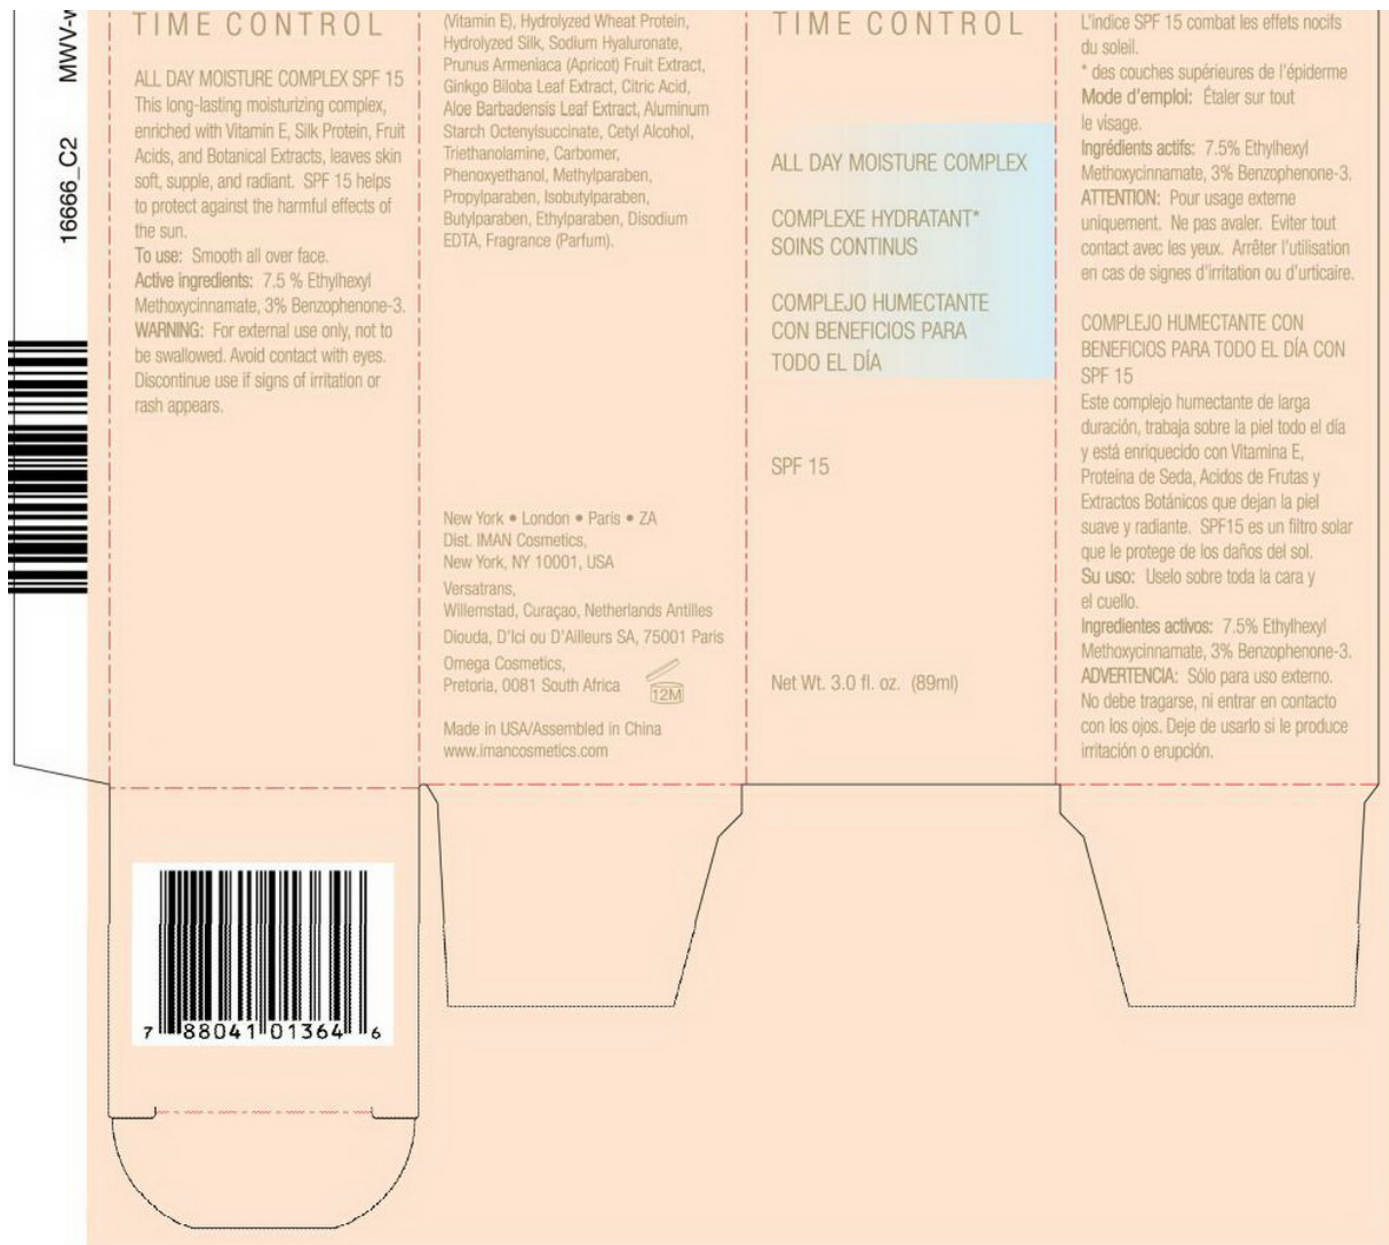 MWV-
16666_C2
TIME CONTROL
ALL DAY MOISTURE COMPLEX SPF 15
This long-lasting moisturizing complex,
enriched with Vitamin E, Silk Protein, Fruit
Acids, and Botanical Extracts, leaves skin
soft, supple, and radiant. SPF 15 helps
to protect against the harmful effects of
the sun.
To use: Smooth all over face.
Active ingredients: 7.5 % Ethylhexyl
Methoxycinnamate, 3% Benzophenone-3.
WARNING: For external use only, not to
be swallowed. Avoid contact with eyes.
Discontinue use if signs of irritation or
rash appears.
7 88041 01364 6
(Vitamin E), Hydrolyzed Wheat Protein,
Hydrolyzed Silk, Sodium Hyaluronate,
Prunus Armeniaca (Apricot) Fruit Extract,
Ginkgo Biloba Leaf Extract, Citric Acid,
Aloe Barbadensis Leaf Extract, Aluminum
Starch Octenylsuccinate, Cetyl Alcohol,
Triethanolamine, Carbomer,
Phenoxyethanol, Methylparaben,
Propylparaben, Isobutylparaben,
Butylparaben, Ethylparaben, Disodium
EDTA, Fragrance (Parfum).
New York • London • Paris • ZA
Dist. IMAN Cosmetics,
New York, NY 10001, USA
Versatrans,
Willemstad, Curaçao, Netherlands Antilles
Diouda, D'Ici ou D'Ailleurs SA, 75001 Paris
Omega Cosmetics,
Pretoria, 0081 South Africa
12M
Made in USA/Assembled in China
www.imancosmetics.com
TIME CONTROL
ALL DAY MOISTURE COMPLEX
COMPLEXE HYDRATANT*
SOINS CONTINUS
COMPLEJO HUMECTANTE
CON BENEFICIOS PARA
TODO EL DÍA
SPF 15
Net Wt. 3.0 fl. oz. (89ml)
L'indice SPF 15 combat les effets nocifs
du soleil.
* des couches supérieures de l'épiderme
Mode d'emploi: Étaler sur tout
le visage.
Ingrédients actifs: 7.5% Ethylhexyl
Methoxycinnamate, 3% Benzophenone-3.
ATTENTION: Pour usage externe
uniquement. Ne pas avaler. Eviter tout
contact avec les yeux. Arrêter l'utilisation
en cas de signes d'irritation ou d'urticaire.
COMPLEJO HUMECTANTE CON
BENEFICIOS PARA TODO EL DÍA CON
SPF 15
Este complejo humectante de larga
duración, trabaja sobre la piel todo el día
y está enriquecido con Vitamina E,
Proteina de Seda, Acidos de Frutas y
Extractos Botánicos que dejan la piel
suave y radiante. SPF15 es un filtro solar
que le protege de los daños del sol.
Su uso: Uselo sobre toda la cara y
el cuello.
Ingredientes activos: 7.5% Ethylhexyl
Methoxycinnamate, 3% Benzophenone-3.
ADVERTENCIA: Sólo para uso externo.
No debe tragarse, ni entrar en contacto
con los ojos. Deje de usarlo si le produce
irritación o erupción.